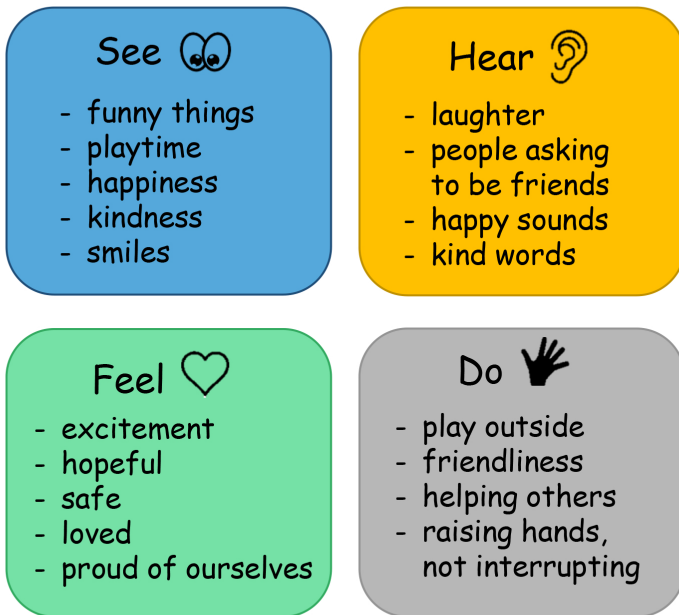 See
- funny things
- playtime
- happiness
- kindness
- smiles
Hear
- laughter
- people asking
to be friends
- happy sounds
- kind words
Feel
- excitement
- hopeful
- safe
- loved
- proud of ourselves
Do
- play outside
- friendliness
- helping others
- raising hands,
not interrupting